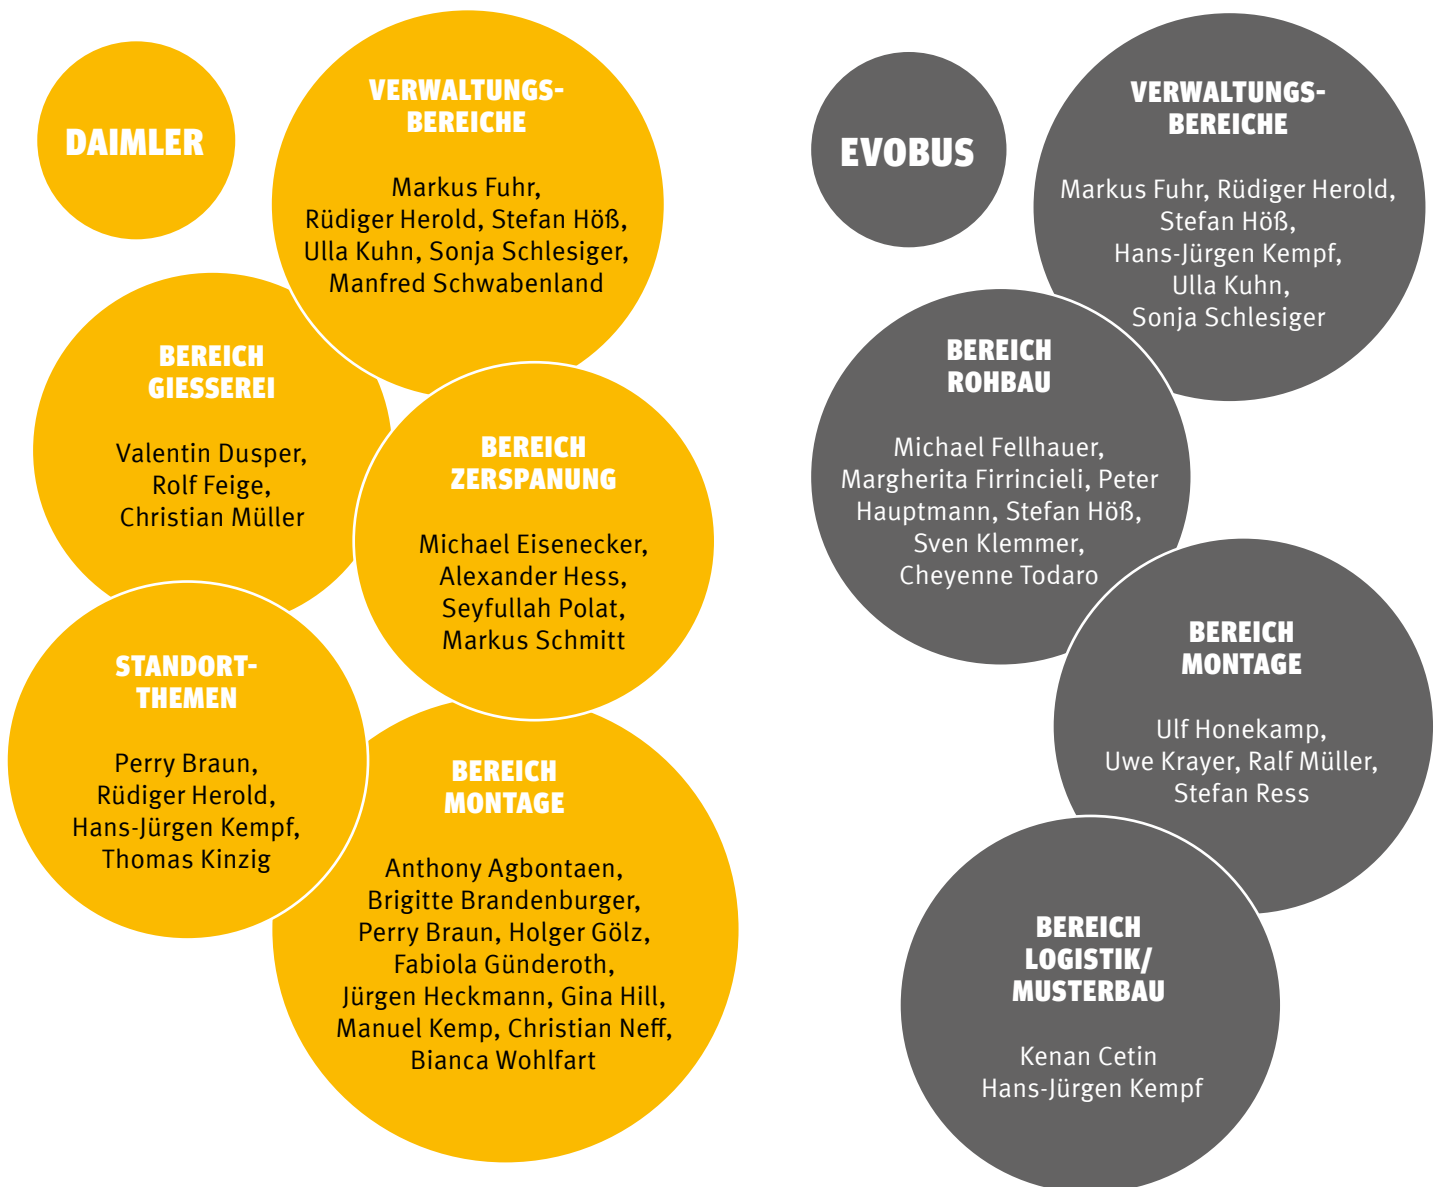 DAIMLER
VERWALTUNGS-
BEREICHE
Markus Fuhr,
Rüdiger Herold, Stefan Höß,
Ulla Kuhn, Sonja Schlesiger,
Manfred Schwabenland
BEREICH
GIESSEREI
Valentin Dusper,
Rolf Feige,
Christian Müller
BEREICH
ZERSPANUNG
Michael Eisenecker,
Alexander Hess,
Seyfullah Polat,
Markus Schmitt
STANDORT-
THEMEN
Perry Braun,
Rüdiger Herold,
Hans-Jürgen Kempf,
Thomas Kinzig
BEREICH
MONTAGE
Anthony Agbontaen,
Brigitte Brandenburger,
Perry Braun, Holger Gölz,
Fabiola Günderoth,
Jürgen Heckmann, Gina Hill,
Manuel Kemp, Christian Neff,
Bianca Wohlfart
EVOBUS
VERWALTUNGS-
BEREICHE
Markus Fuhr, Rüdiger Herold,
Stefan Höß,
Hans-Jürgen Kempf,
Ulla Kuhn,
Sonja Schlesiger
BEREICH
ROHBAU
Michael Fellhauer,
Margherita Firrincieli, Peter
Hauptmann, Stefan Höß,
Sven Klemmer,
Cheyenne Todaro
BEREICH
MONTAGE
Ulf Honekamp,
Uwe Krayer, Ralf Müller,
Stefan Ress
BEREICH
LOGISTIK/
MUSTERBAU
Kenan Cetin
Hans-Jürgen Kempf